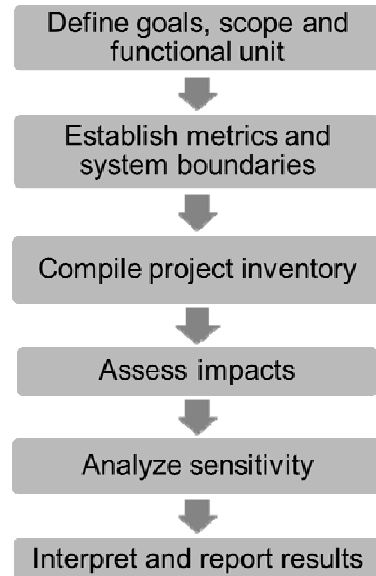 Define goals, scope and
functional unit
Establish metrics and
system boundaries
Compile project inventory
Assess impacts
Analyze sensitivity
Interpret and report results